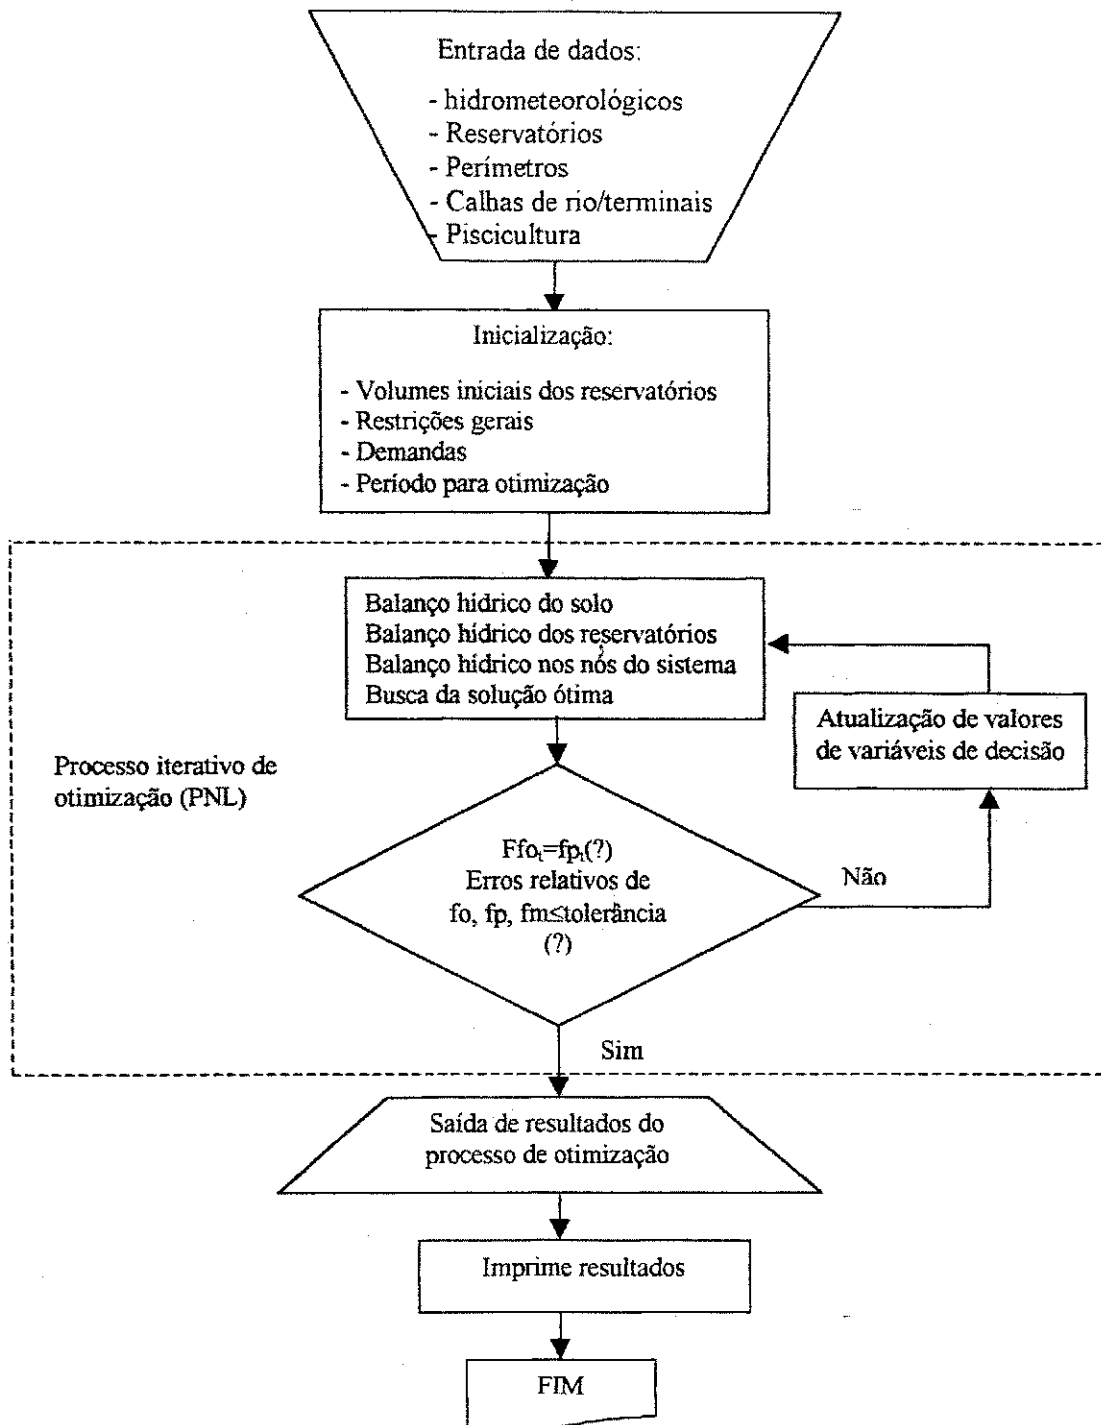 Entrada de dados:
- hidrometeorológicos
- Reservatórios
- Perímetros
- Calhas de rio/terminais
- Piscicultura
Inicialização:
- Volumes iniciais dos reservatórios
- Restrições gerais
- Demandas
- Período para otimização
Balanço hídrico do solo
Balanço hídrico dos reservatórios
Balanço hídrico nos nós do sistema
Busca da solução ótima
Atualização de valores
de variáveis de decisão
Processo iterativo de
otimização (PNL)
Ffoₜ=fpₜ(?)
Erros relativos de
fo, fp, fm≤tolerância
(?)
Não
Sim
Saída de resultados do
processo de otimização
Imprime resultados
FIM